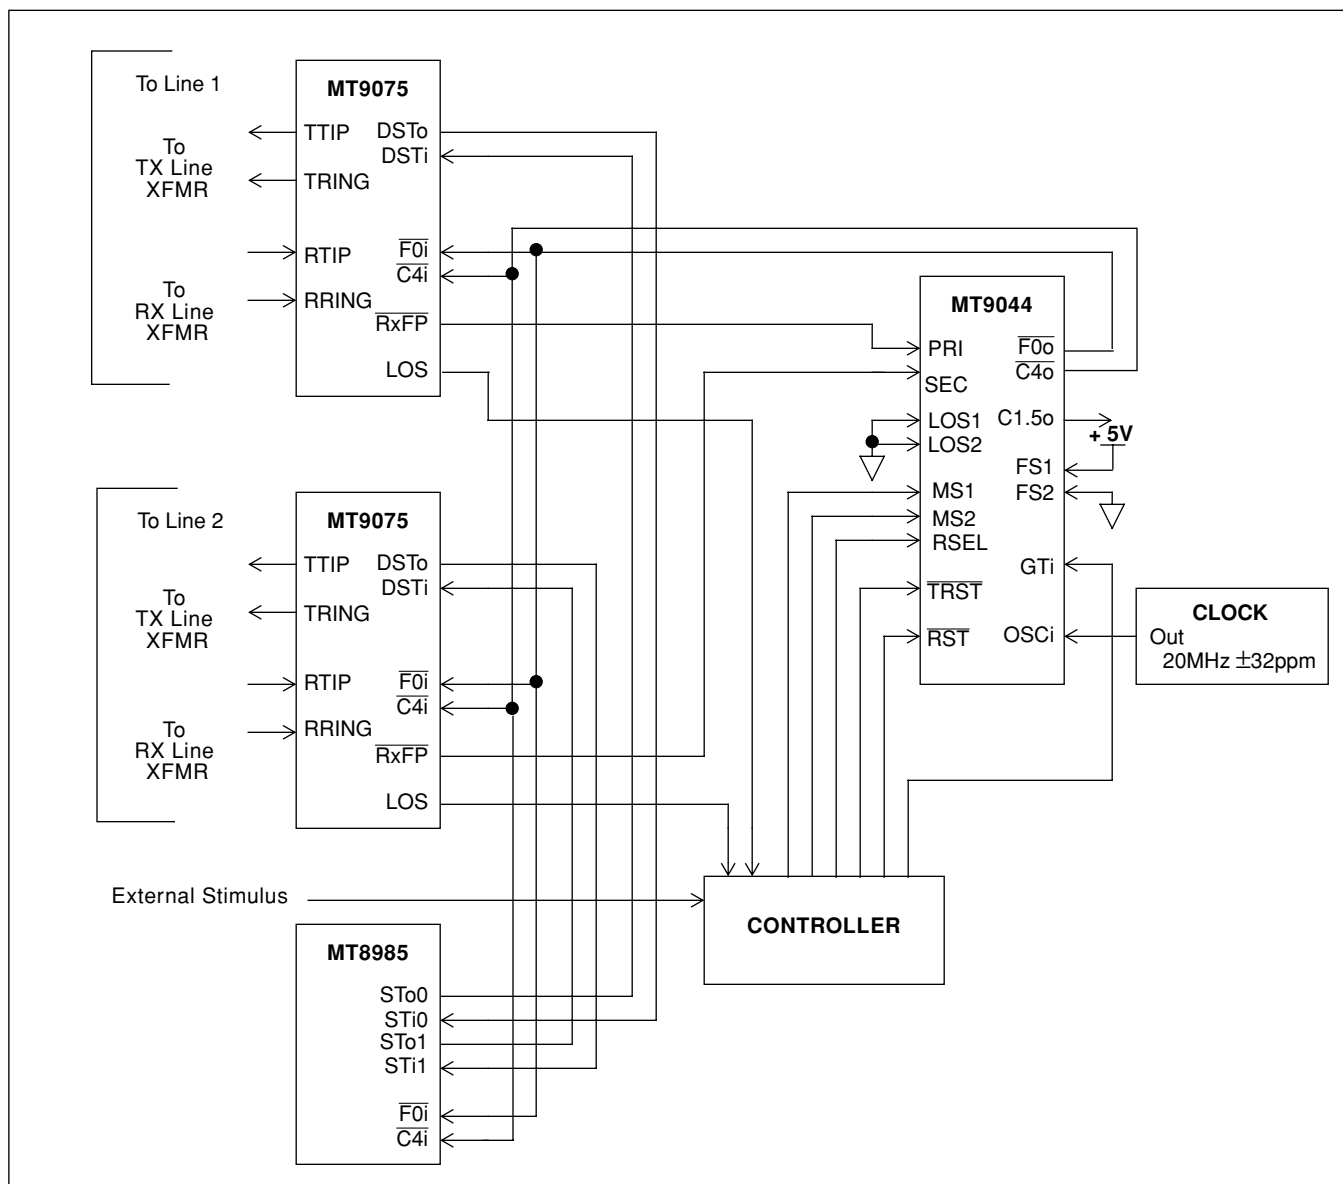 To Line 1
To
TX Line
XFMR
To
RX Line
XFMR
MT9075
TTIP
TRING
RTIP
RRING
DSTo
DSTi
F0i
C4i
RxFP
LOS
MT9044
PRI
SEC
LOS1
LOS2
MS1
MS2
RSEL
TRST
RST
F0o
C4o
C1.5o
+ 5V
FS1
FS2
GTi
OSCi
CLOCK
Out
20MHz ±32ppm
To Line 2
To
TX Line
XFMR
To
RX Line
XFMR
MT9075
TTIP
TRING
RTIP
RRING
DSTo
DSTi
F0i
C4i
RxFP
LOS
External Stimulus
CONTROLLER
MT8985
STo0
STi0
STo1
STi1
F0i
C4i